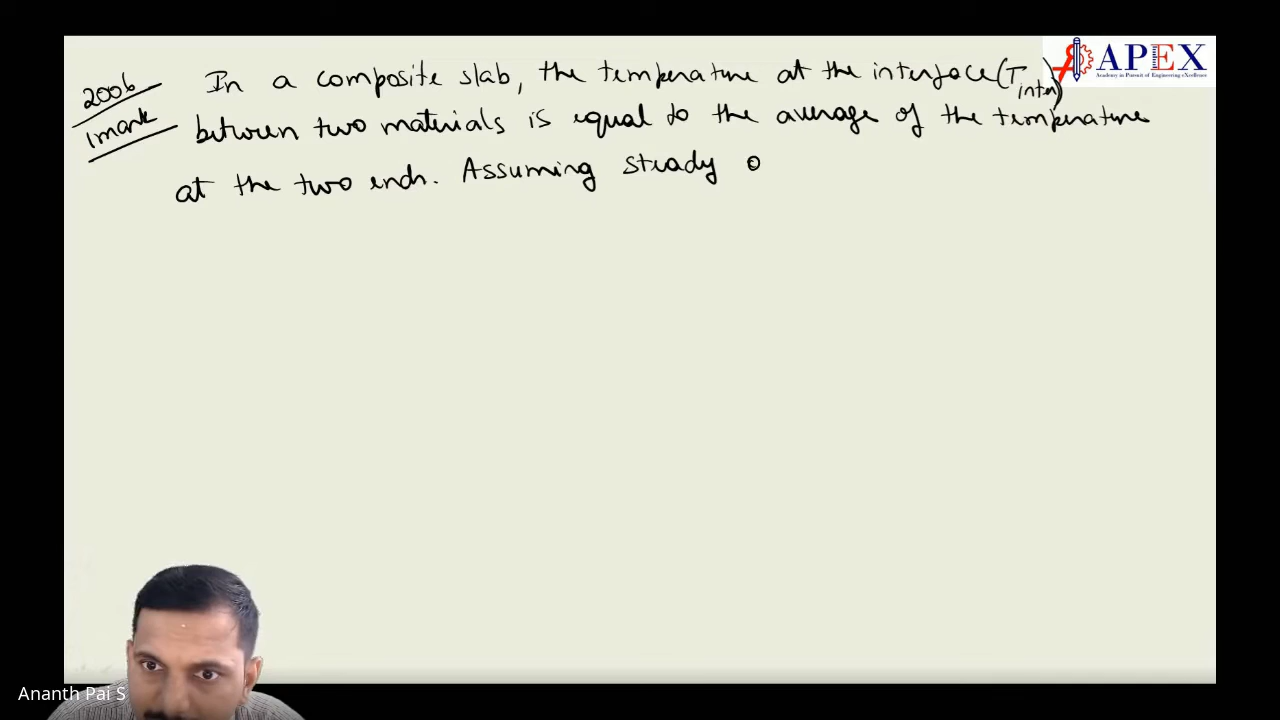 2006
1 mark
In a composite slab, the temperature at the interface (T inter)
between two materials is equal to the average of the temperature
at the two ends. Assuming steady o
APEX
Academy in Pursuit of Engineering eXcellence
Ananth Pai S